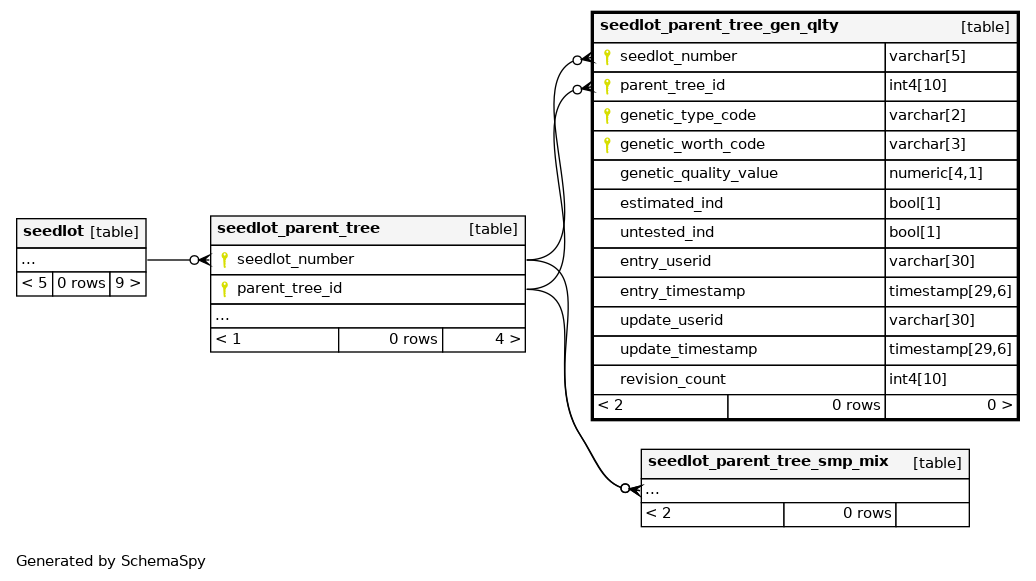 seedlot_parent_tree_gen_qlty [table]
seedlot_number varchar[5]
parent_tree_id int4[10]
genetic_type_code varchar[2]
genetic_worth_code varchar[3]
genetic_quality_value numeric[4,1]
estimated_ind bool[1]
untested_ind bool[1]
entry_userid varchar[30]
entry_timestamp timestamp[29,6]
update_userid varchar[30]
update_timestamp timestamp[29,6]
revision_count int4[10]
< 2 0 rows 0 >
seedlot [table]
...
< 5 0 rows 9 >
seedlot_parent_tree [table]
seedlot_number
parent_tree_id
...
< 1 0 rows 4 >
seedlot_parent_tree_smp_mix [table]
...
< 2 0 rows
Generated by SchemaSpy